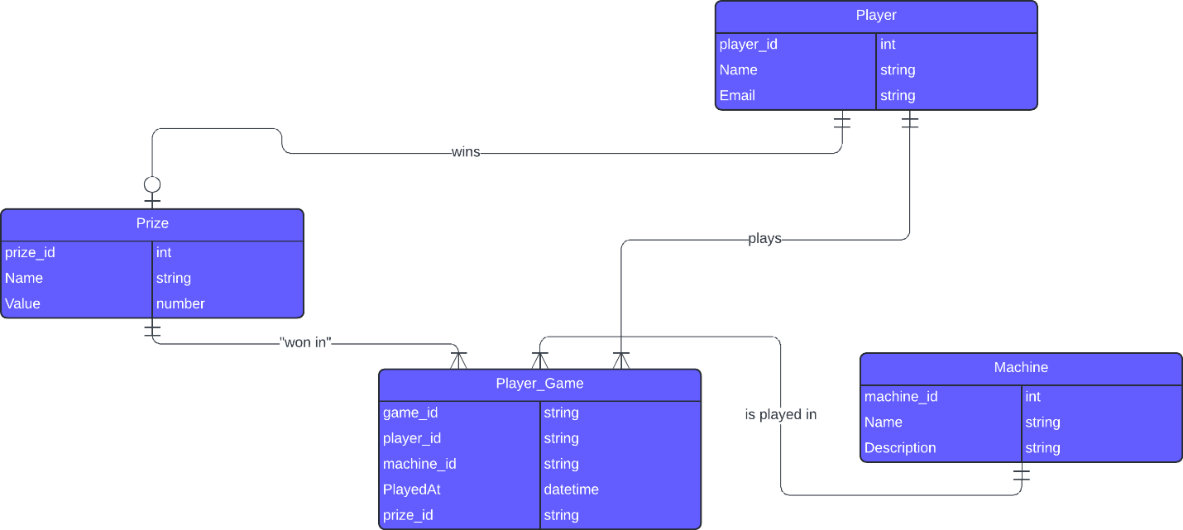 Player
player_id int
Name string
Email string
wins
Prize
prize_id int
Name string
Value number
plays
"won in"
Player_Game
game_id string
player_id string
machine_id string
PlayedAt datetime
prize_id string
is played in
Machine
machine_id int
Name string
Description string